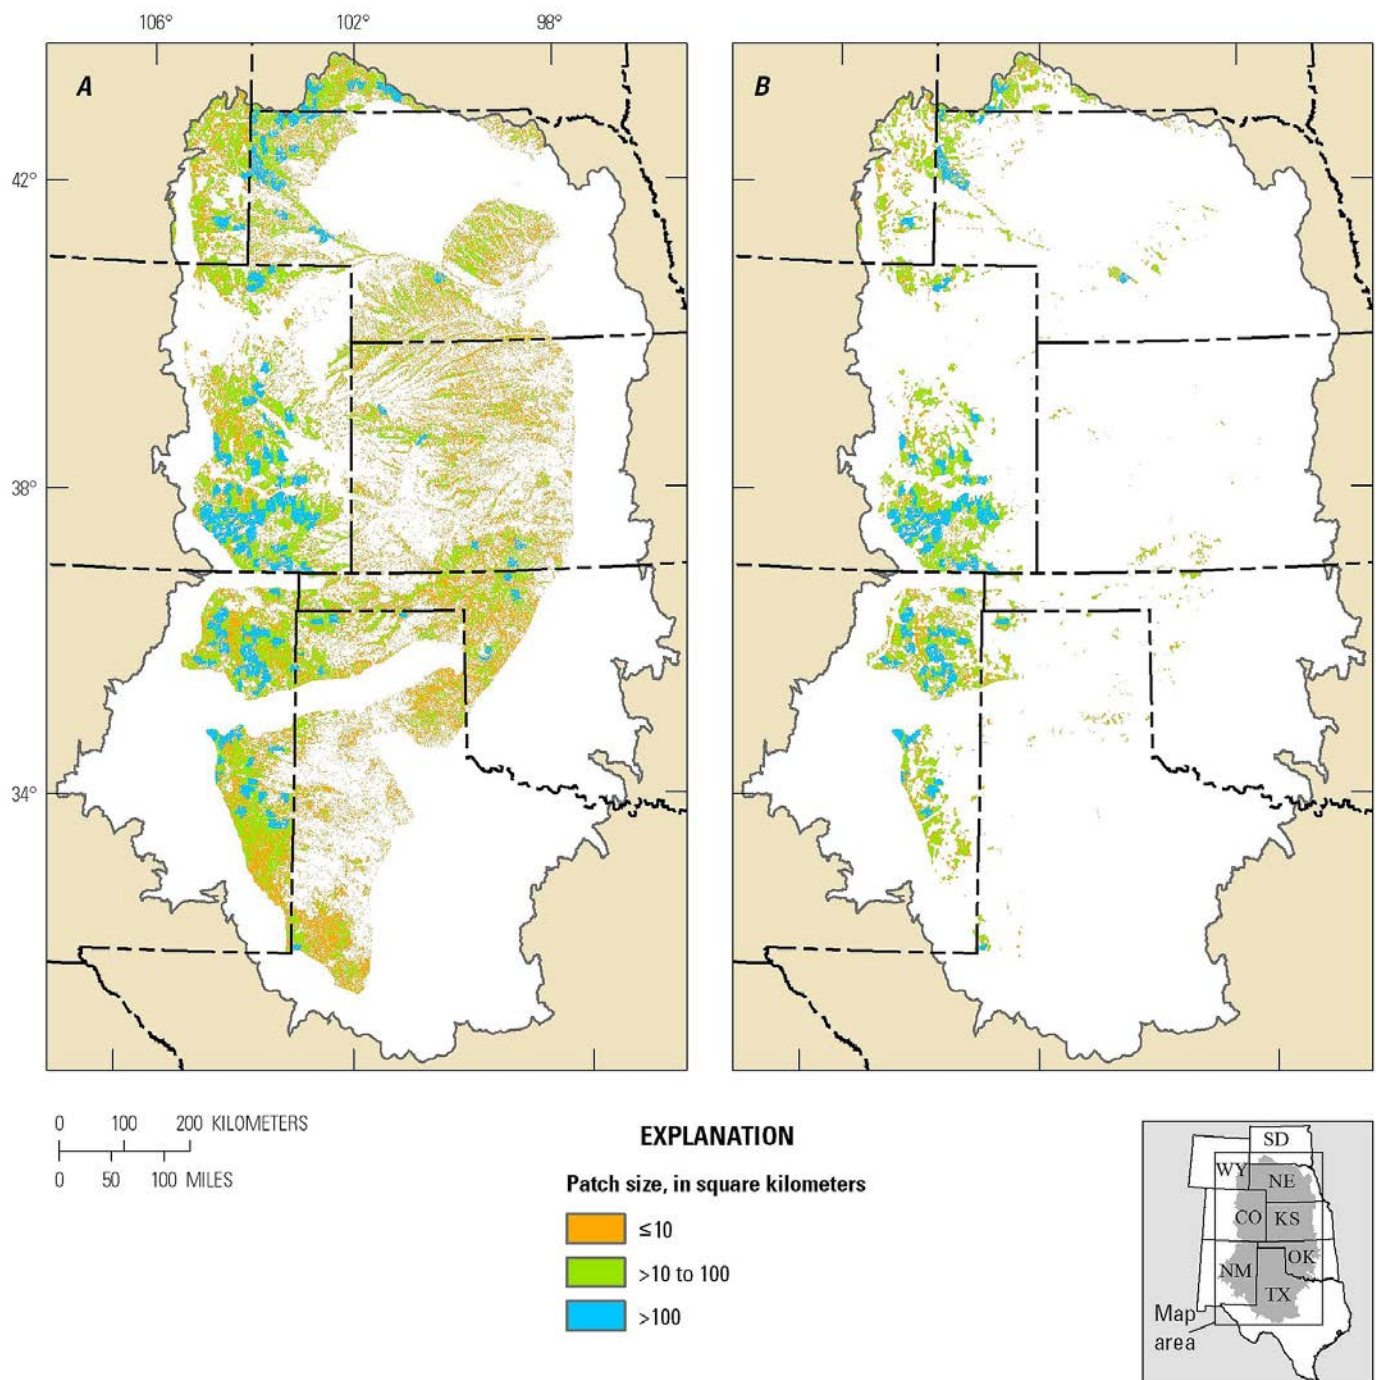 106° 102° 98°
A B
42°
38°
34°
0 100 200 KILOMETERS
0 50 100 MILES
EXPLANATION
Patch size, in square kilometers
≤10
>10 to 100
>100
SD
WY NE
CO KS
OK
NM
TX
Map
area